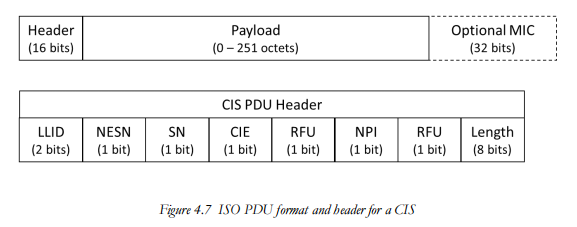 Header Payload Optional MIC
(16 bits) (0 – 251 octets) (32 bits)
CIS PDU Header
LLID NESN SN CIE RFU NPI RFU Length
(2 bits) (1 bit) (1 bit) (1 bit) (1 bit) (1 bit) (1 bit) (8 bits)
Figure 4.7 ISO PDU format and header for a CIS